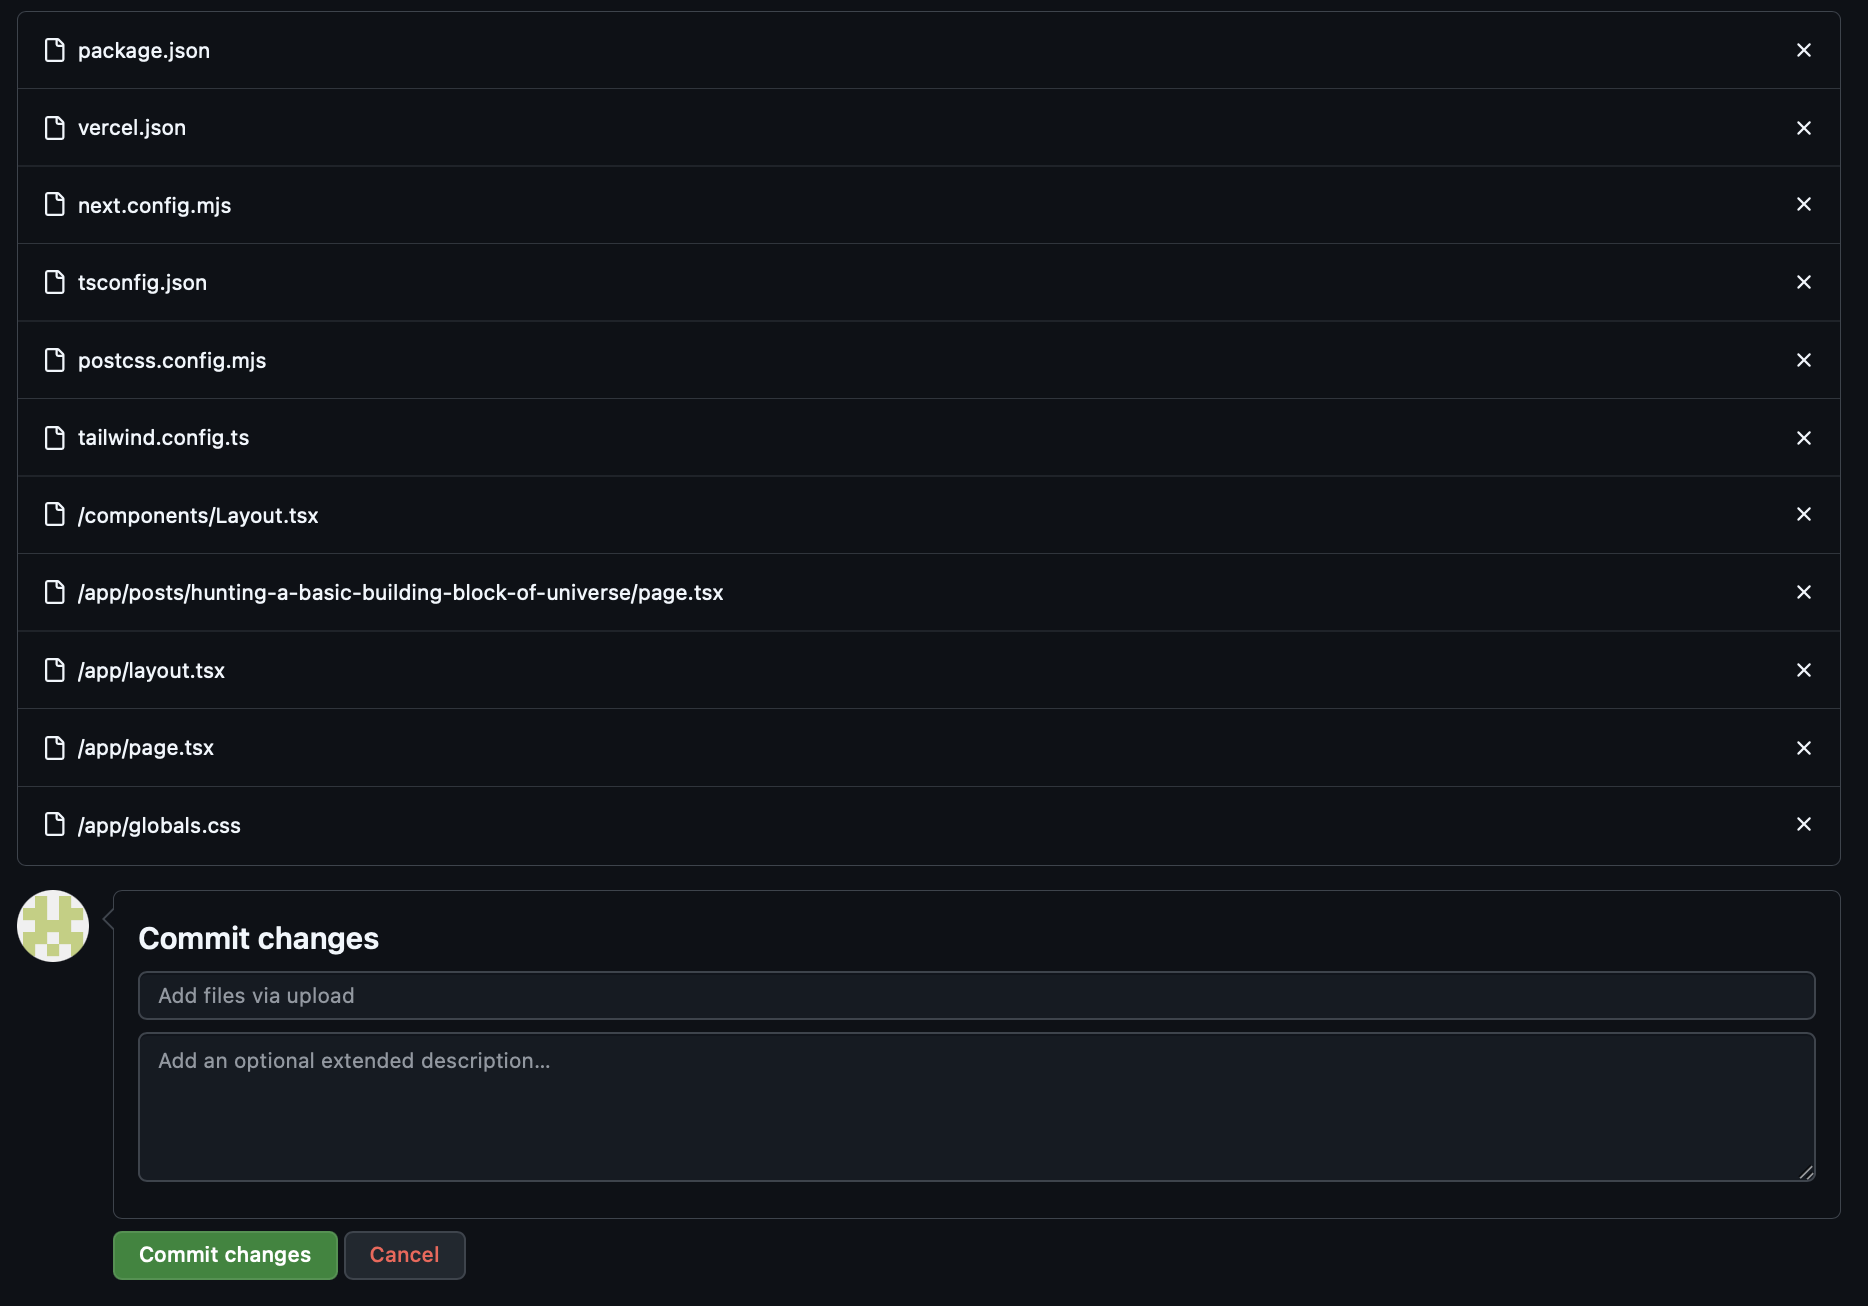 package.json
vercel.json
next.config.mjs
tsconfig.json
postcss.config.mjs
tailwind.config.ts
/components/Layout.tsx
/app/posts/hunting-a-basic-building-block-of-universe/page.tsx
/app/layout.tsx
/app/page.tsx
/app/globals.css
Commit changes
Add files via upload
Add an optional extended description...
Commit changes
Cancel